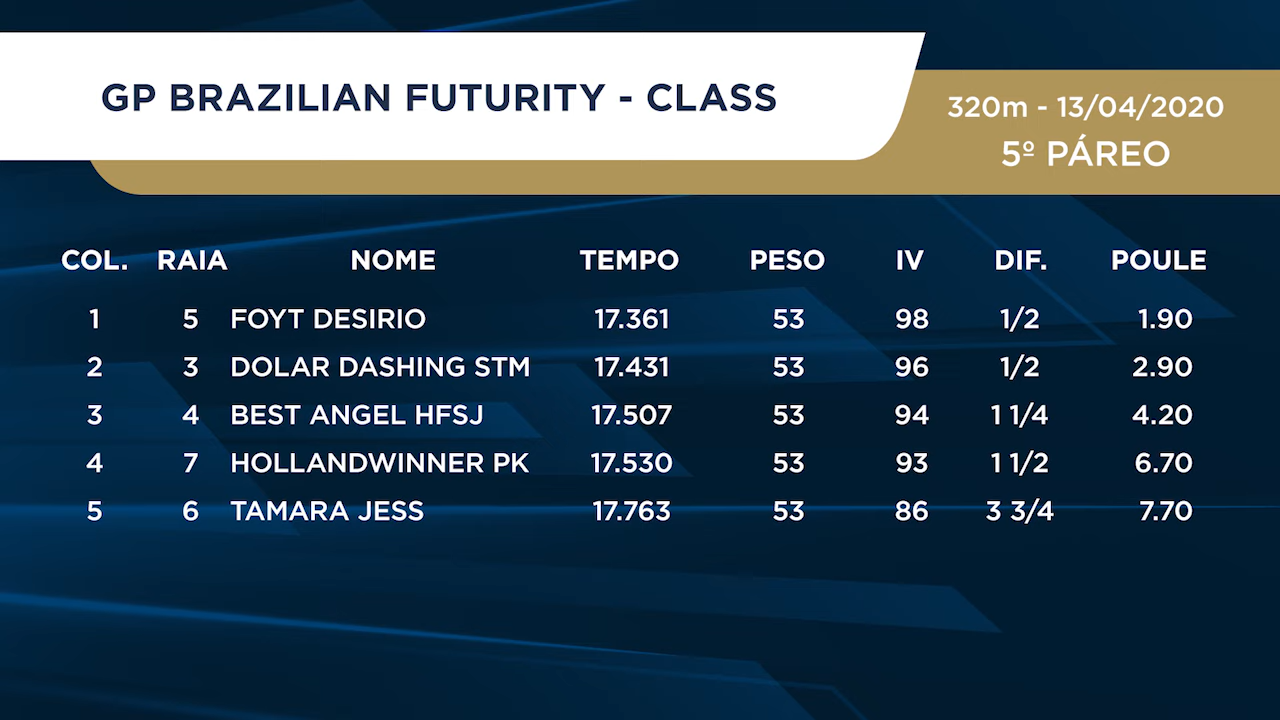 GP BRAZILIAN FUTURITY - CLASS
320m - 13/04/2020
5º PÁREO
COL. RAIA NOME TEMPO PESO IV DIF. POULE
1 5 FOYT DESIRIO 17.361 53 98 1/2 1.90
2 3 DOLAR DASHING STM 17.431 53 96 1/2 2.90
3 4 BEST ANGEL HFSJ 17.507 53 94 1 1/4 4.20
4 7 HOLLANDWINNER PK 17.530 53 93 1 1/2 6.70
5 6 TAMARA JESS 17.763 53 86 3 3/4 7.70